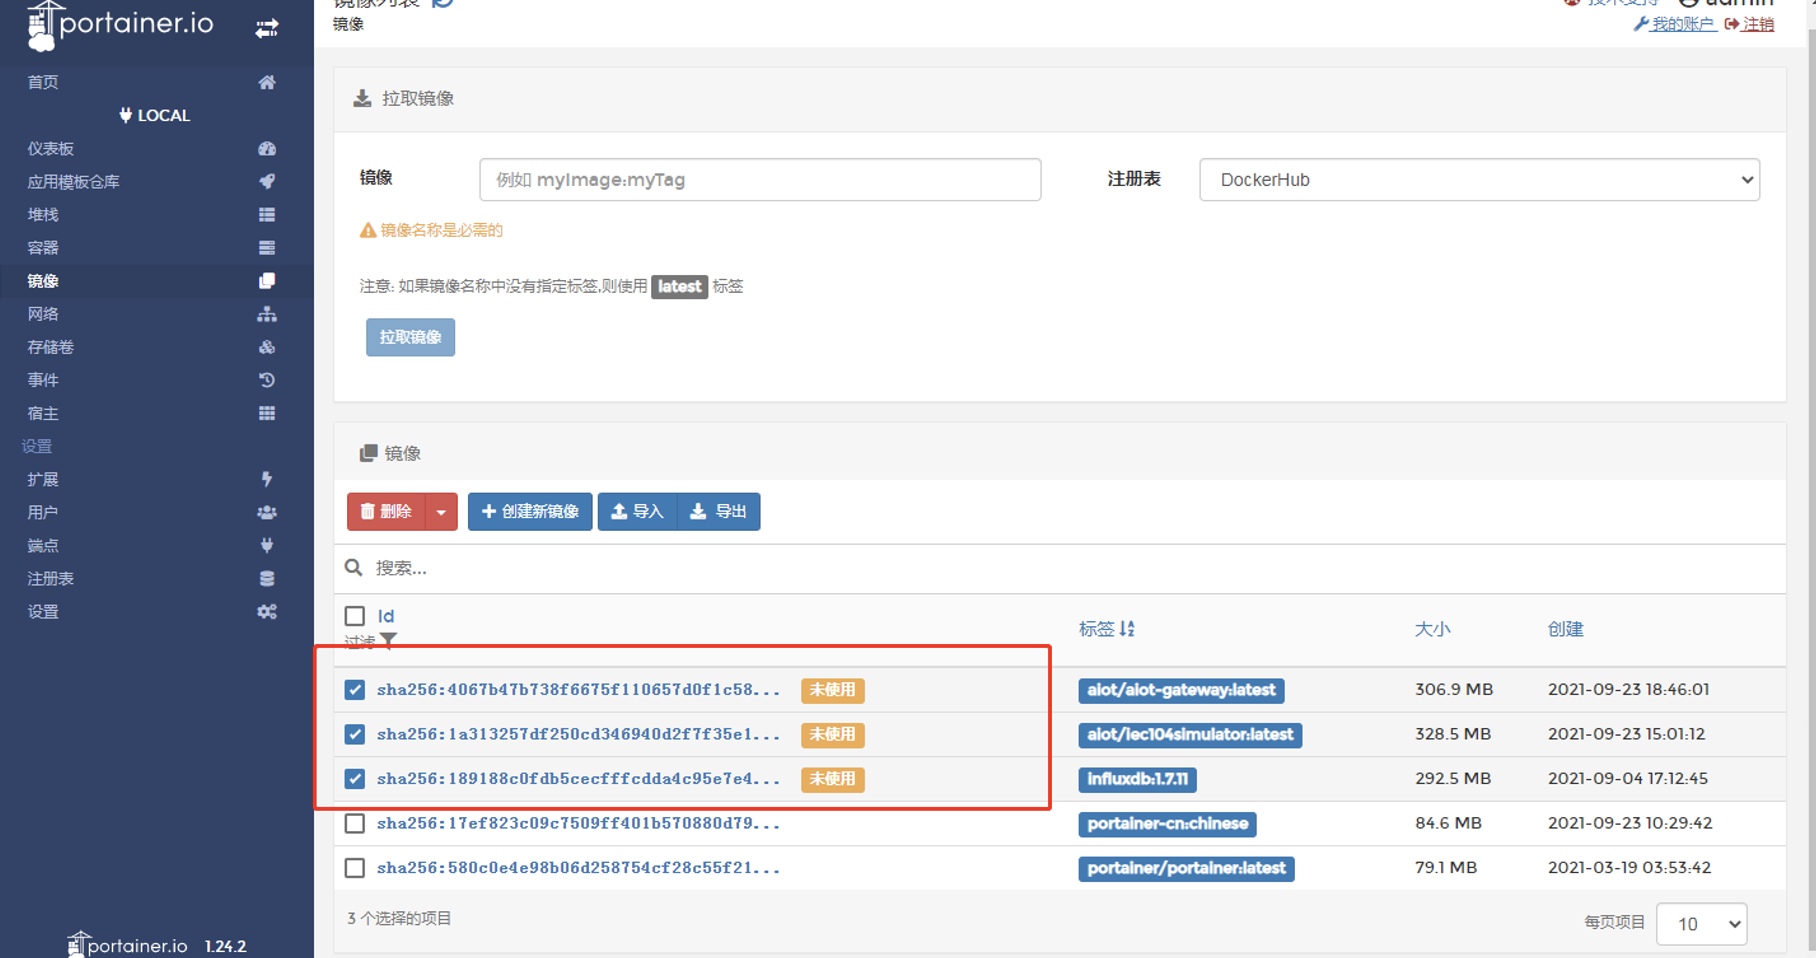 portainer.io
镜像列表
镜像
技术支持 admin
我的账户 注销
首页
LOCAL
仪表板
应用模板仓库
堆栈
容器
镜像
网络
存储卷
事件
宿主
设置
扩展
用户
端点
注册表
设置
portainer.io 1.24.2
拉取镜像
镜像 例如 myImage:myTag 注册表 DockerHub
镜像名称是必需的
注意: 如果镜像名称中没有指定标签,则使用 latest 标签
拉取镜像
镜像
删除 创建新镜像 导入 导出
搜索...
Id 标签 大小 创建
过滤
sha256:4067b47b738f6675f110657d0f1c58... 未使用 aiot/aiot-gateway:latest 306.9 MB 2021-09-23 18:46:01
sha256:1a313257df250cd346940d2f7f35e1... 未使用 aiot/iec104simulator:latest 328.5 MB 2021-09-23 15:01:12
sha256:189188c0fdb5cecfffcdda4c95e7e4... 未使用 influxdb:1.7.11 292.5 MB 2021-09-04 17:12:45
sha256:17ef823c09c7509ff401b570880d79... portainer-cn:chinese 84.6 MB 2021-09-23 10:29:42
sha256:580c0e4e98b06d258754cf28c55f21... portainer/portainer:latest 79.1 MB 2021-03-19 03:53:42
3 个选择的项目
每页项目 10